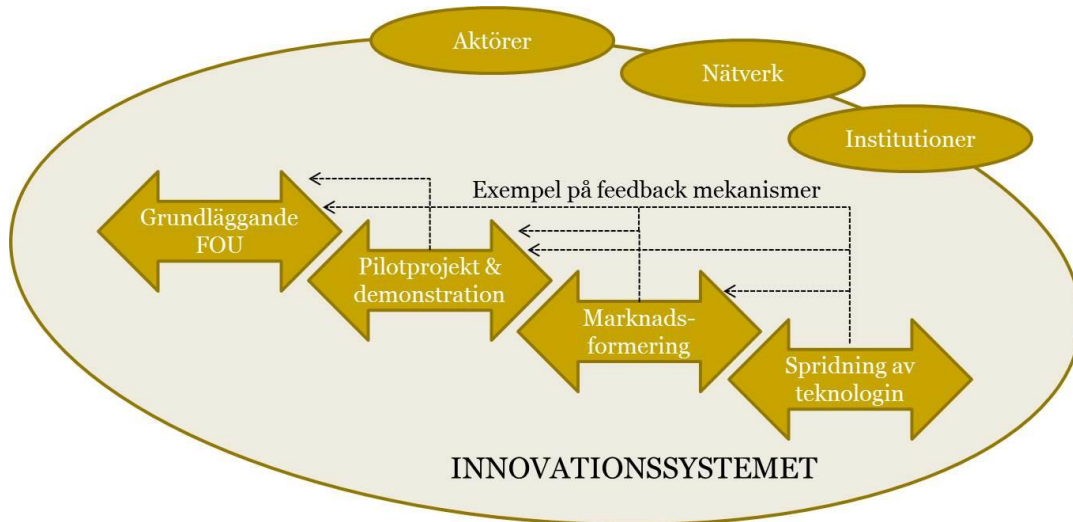 Aktörer
Nätverk
Institutioner
Exempel på feedback mekanismer
Grundläggande
FOU
Pilotprojekt &
demonstration
Marknads-
formering
Spridning av
teknologin
INNOVATIONSSYSTEMET